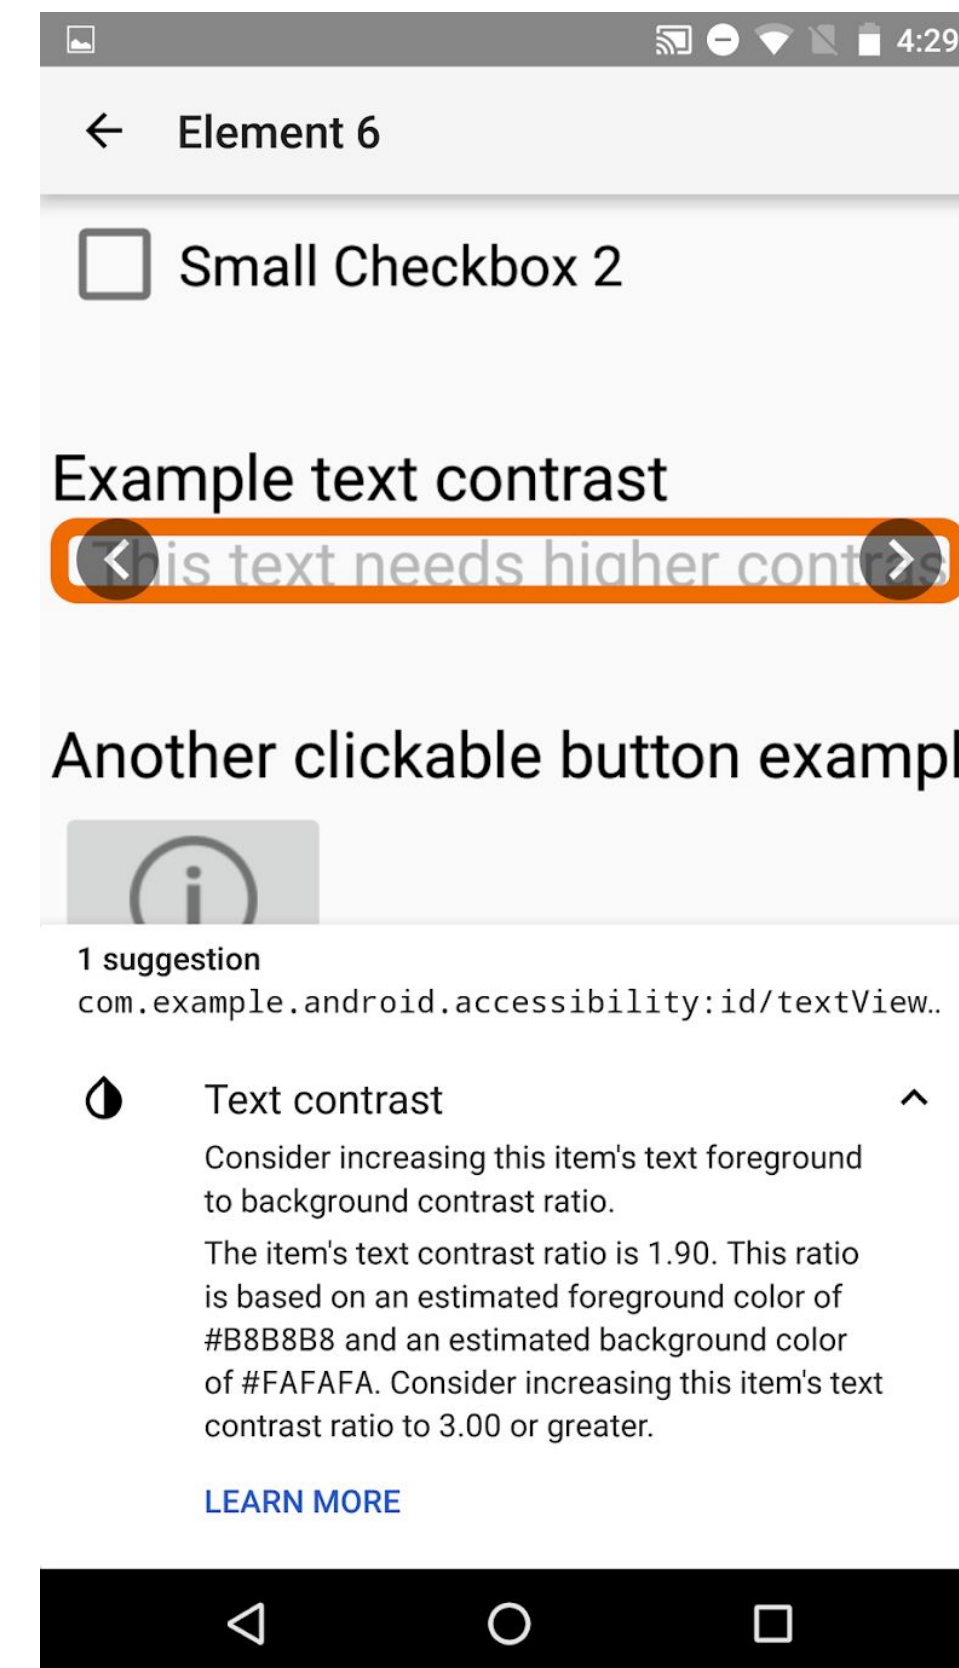 4:29
Element 6
Small Checkbox 2
Example text contrast
This text needs higher contras
Another clickable button exampl
1 suggestion
com.example.android.accessibility:id/textView..
Text contrast
Consider increasing this item's text foreground
to background contrast ratio.
The item's text contrast ratio is 1.90. This ratio
is based on an estimated foreground color of
#B8B8B8 and an estimated background color
of #FAFAFA. Consider increasing this item's text
contrast ratio to 3.00 or greater.
LEARN MORE